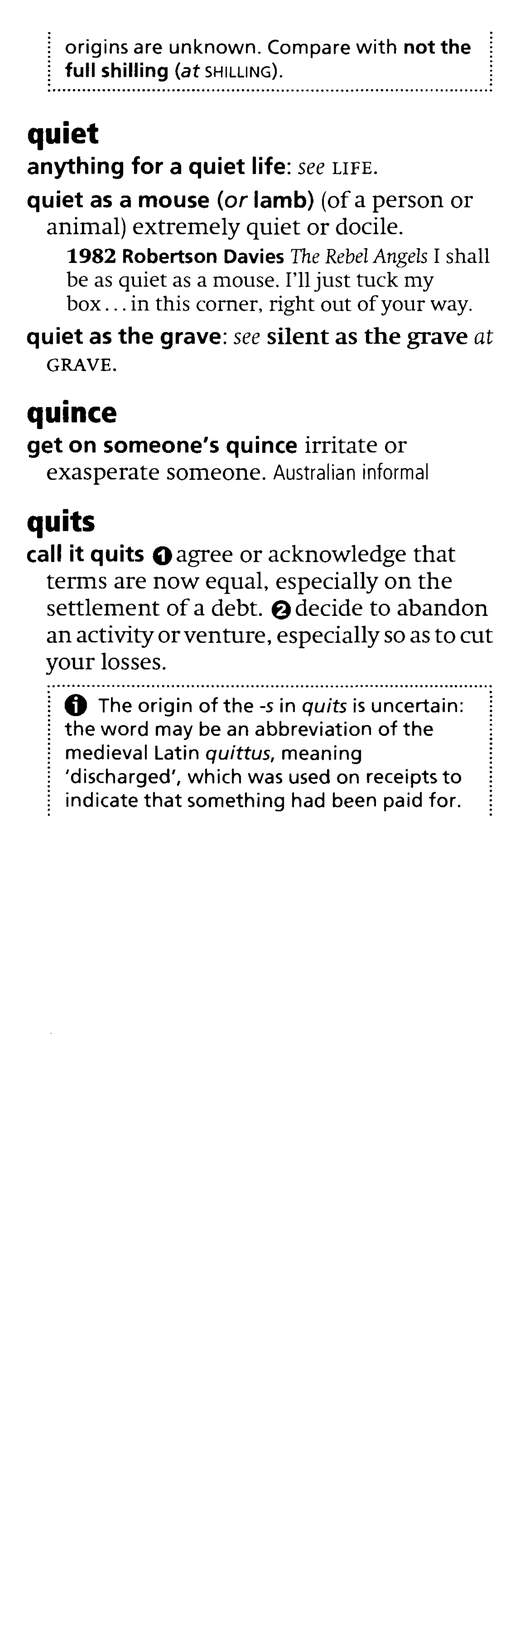 origins are unknown. Compare with not the
full shilling (at SHILLING).
quiet
anything for a quiet life: see LIFE.
quiet as a mouse (or lamb) (of a person or
animal) extremely quiet or docile.
1982 Robertson Davies The Rebel Angels I shall
be as quiet as a mouse. I'll just tuck my
box... in this corner, right out of your way.
quiet as the grave: see silent as the grave at
GRAVE.
quince
get on someone's quince irritate or
exasperate someone. Australian informal
quits
call it quits ❶ agree or acknowledge that
terms are now equal, especially on the
settlement of a debt. ❷ decide to abandon
an activity or venture, especially so as to cut
your losses.
ℹ The origin of the -s in quits is uncertain:
the word may be an abbreviation of the
medieval Latin quittus, meaning
'discharged', which was used on receipts to
indicate that something had been paid for.